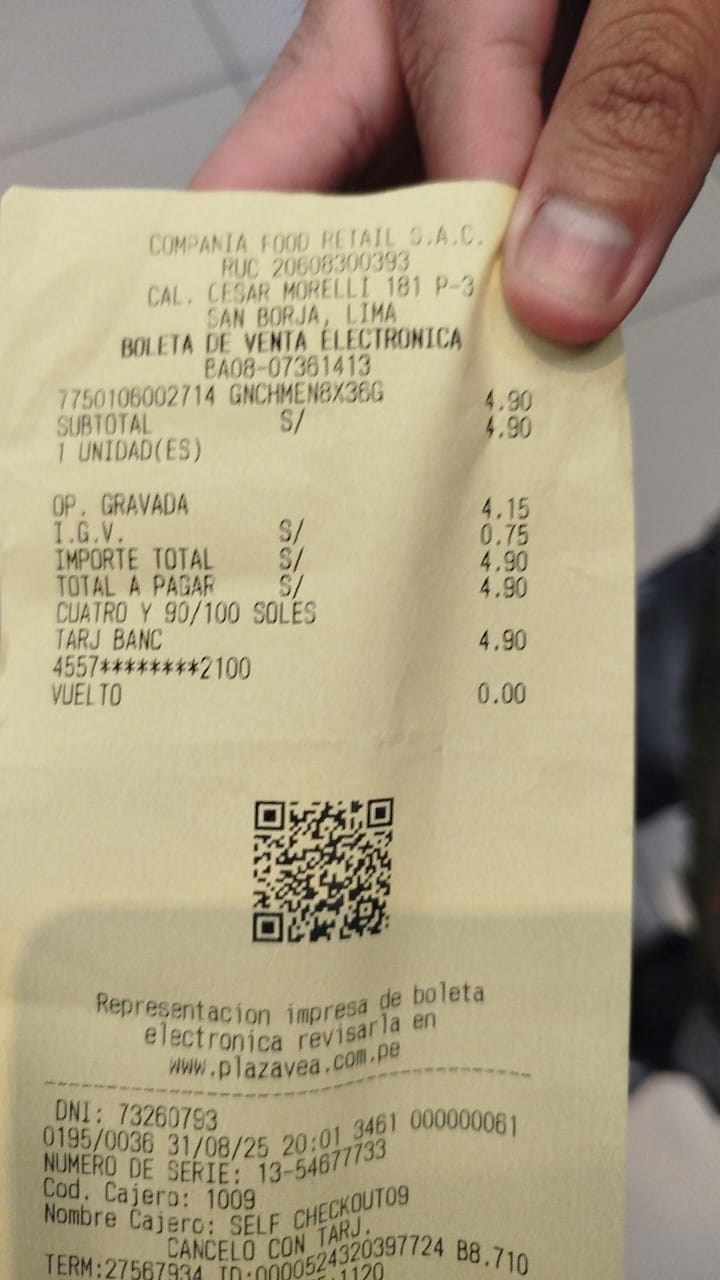 COMPANIA FOOD RETAIL S.A.C.
RUC 20608300393
CAL. CESAR MORELLI 181 P-3
SAN BORJA, LIMA
BOLETA DE VENTA ELECTRONICA
BA08-07361413
7750106002714 GNCHMEN8X36G 4.90
SUBTOTAL S/ 4.90
1 UNIDAD(ES)
OP. GRAVADA 4.15
I.G.V. S/ 0.75
IMPORTE TOTAL S/ 4.90
TOTAL A PAGAR S/ 4.90
CUATRO Y 90/100 SOLES
TARJ BANC 4.90
4557********2100
VUELTO 0.00
Representacion impresa de boleta
electronica revisarla en
www.plazavea.com.pe
DNI: 73260793
0195/0036 31/08/25 20:01 3461 000000061
NUMERO DE SERIE: 13-54677733
Cod. Cajero: 1009
Nombre Cajero: SELF CHECKOUT09
CANCELO CON TARJ.
TERM:27567934 ID:0000524320397724 B8.710